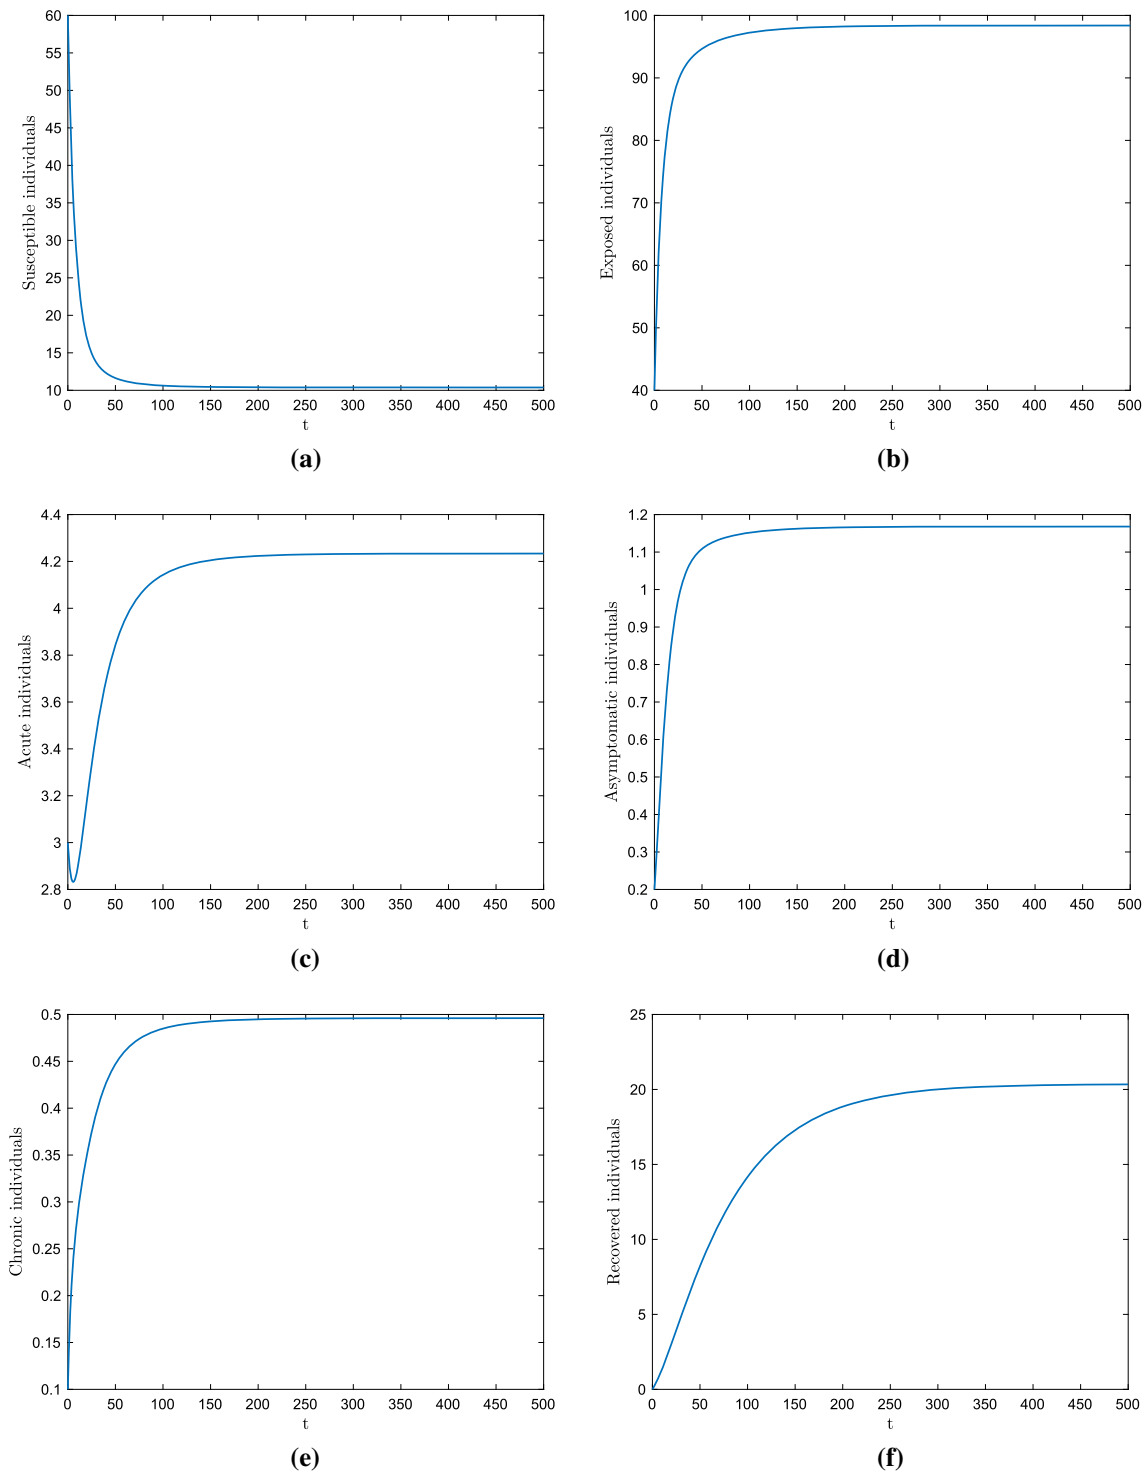 60
55
50
45
40
35
30
25
20
15
10
Susceptible individuals
0 50 100 150 200 250 300 350 400 450 500
t
(a)
100
90
80
70
60
50
40
Exposed individuals
0 50 100 150 200 250 300 350 400 450 500
t
(b)
4.4
4.2
4
3.8
3.6
3.4
3.2
3
2.8
Acute individuals
0 50 100 150 200 250 300 350 400 450 500
t
(c)
1.2
1.1
1
0.9
0.8
0.7
0.6
0.5
0.4
0.3
0.2
Asymptomatic individuals
0 50 100 150 200 250 300 350 400 450 500
t
(d)
0.5
0.45
0.4
0.35
0.3
0.25
0.2
0.15
0.1
Chronic individuals
0 50 100 150 200 250 300 350 400 450 500
t
(e)
25
20
15
10
5
0
Recovered individuals
0 50 100 150 200 250 300 350 400 450 500
t
(f)